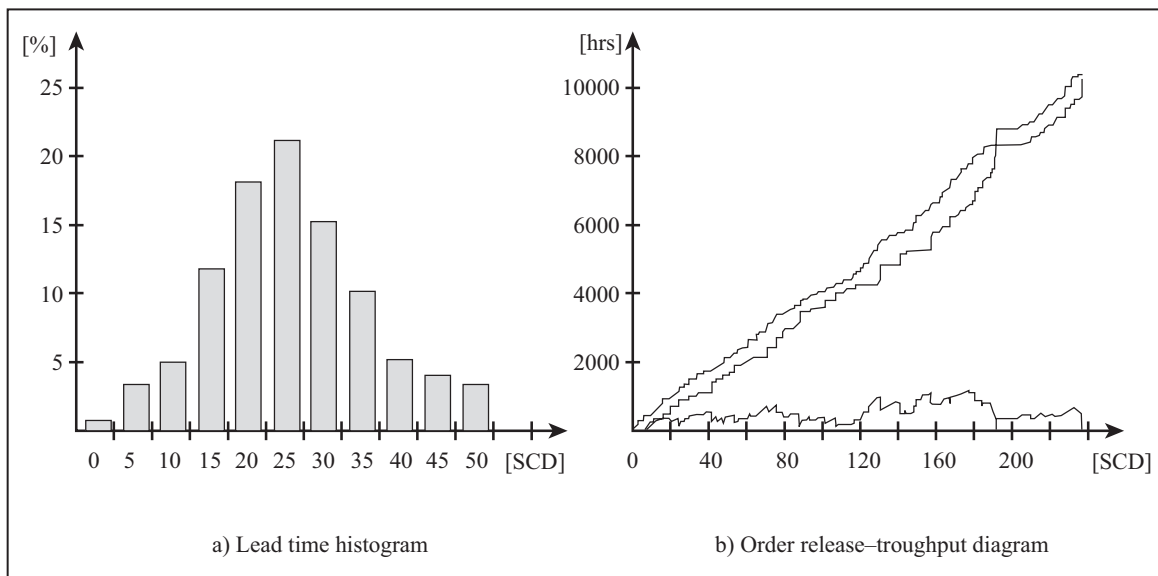 [%]
25
20
15
10
5
0 5 10 15 20 25 30 35 40 45 50 [SCD]
a) Lead time histogram
[hrs]
10000
8000
6000
4000
2000
0 40 80 120 160 200 [SCD]
b) Order release–troughput diagram